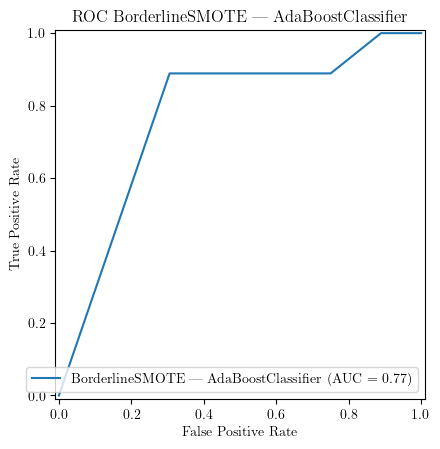 ROC BorderlineSMOTE — AdaBoostClassifier
1.0
0.8
0.6
0.4
0.2
0.0
True Positive Rate
BorderlineSMOTE — AdaBoostClassifier (AUC = 0.77)
0.0 0.2 0.4 0.6 0.8 1.0
False Positive Rate